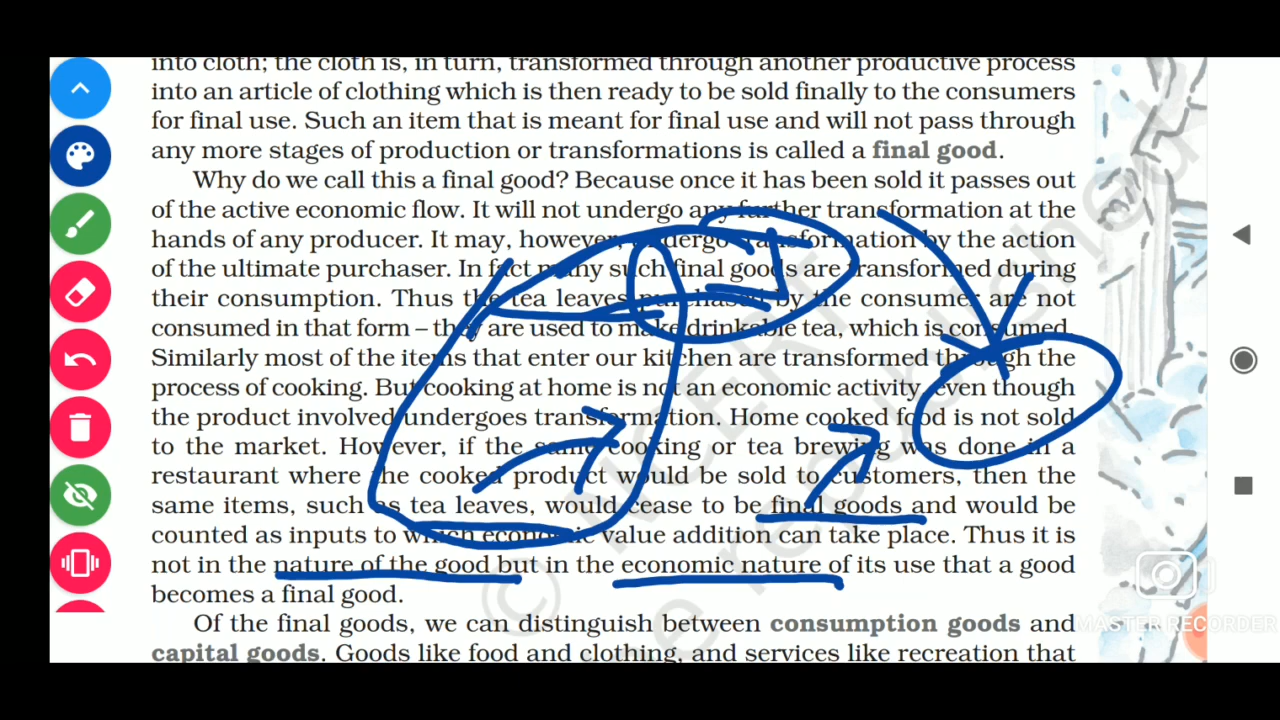 into cloth; the cloth is, in turn, transformed through another productive process
into an article of clothing which is then ready to be sold finally to the consumers
for final use. Such an item that is meant for final use and will not pass through
any more stages of production or transformations is called a final good.
Why do we call this a final good? Because once it has been sold it passes out
of the active economic flow. It will not undergo any further transformation at the
hands of any producer. It may, however, undergo transformation by the action
of the ultimate purchaser. In fact many such final goods are transformed during
their consumption. Thus the tea leaves purchased by the consumer are not
consumed in that form – they are used to make drinkable tea, which is consumed.
Similarly most of the items that enter our kitchen are transformed through the
process of cooking. But cooking at home is not an economic activity, even though
the product involved undergoes transformation. Home cooked food is not sold
to the market. However, if the same cooking or tea brewing was done in a
restaurant where the cooked product would be sold to customers, then the
same items, such as tea leaves, would cease to be final goods and would be
counted as inputs to which economic value addition can take place. Thus it is
not in the nature of the good but in the economic nature of its use that a good
becomes a final good.
Of the final goods, we can distinguish between consumption goods and
capital goods. Goods like food and clothing, and services like recreation that
© NCERT
be republished
MASTER RECORDER